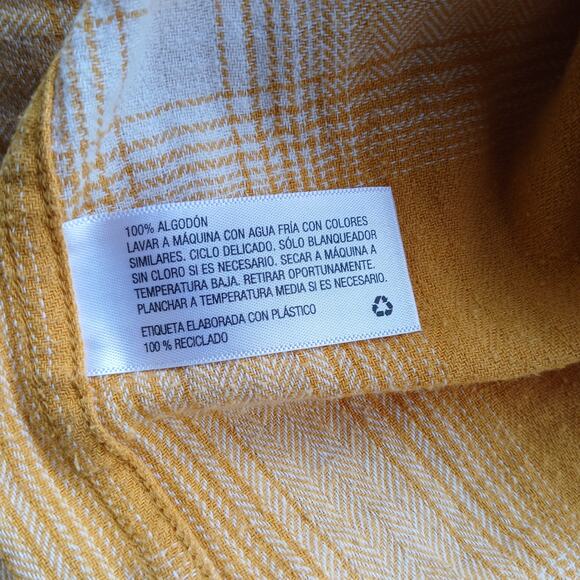 100% ALGODÓN
LAVAR A MÁQUINA CON AGUA FRÍA CON COLORES
SIMILARES. CICLO DELICADO. SÓLO BLANQUEADOR
SIN CLORO SI ES NECESARIO. SECAR A MÁQUINA A
TEMPERATURA BAJA. RETIRAR OPORTUNAMENTE.
PLANCHAR A TEMPERATURA MEDIA SI ES NECESARIO.
ETIQUETA ELABORADA CON PLÁSTICO
100 % RECICLADO